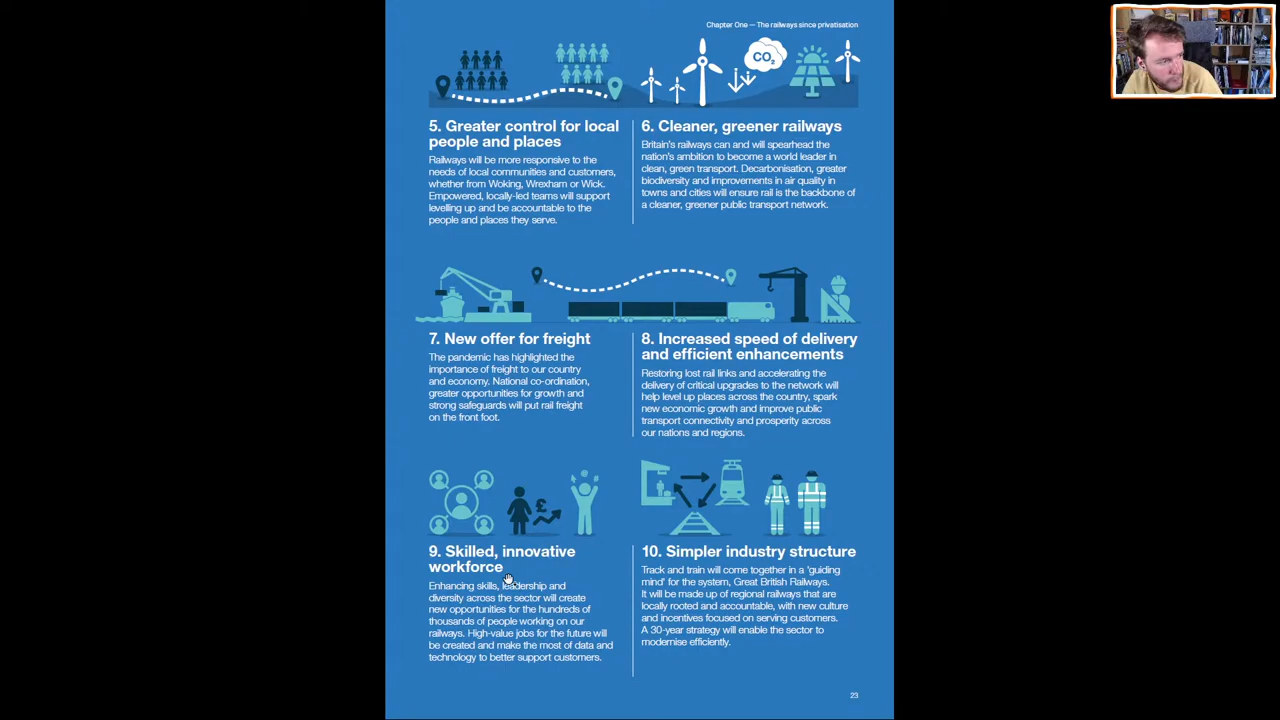 Chapter One — The railways since privatisation
CO₂
5. Greater control for local
people and places
Railways will be more responsive to the
needs of local communities and customers,
whether from Woking, Wrexham or Wick.
Empowered, locally-led teams will support
levelling up and be accountable to the
people and places they serve.
6. Cleaner, greener railways
Britain's railways can and will spearhead the
nation's ambition to become a world leader in
clean, green transport. Decarbonisation, greater
biodiversity and improvements in air quality in
towns and cities will ensure rail is the backbone of
a cleaner, greener public transport network.
7. New offer for freight
The pandemic has highlighted the
importance of freight to our country
and economy. National co-ordination,
greater opportunities for growth and
strong safeguards will put rail freight
on the front foot.
8. Increased speed of delivery
and efficient enhancements
Restoring lost rail links and accelerating the
delivery of critical upgrades to the network will
help level up places across the country, spark
new economic growth and improve public
transport connectivity and prosperity across
our nations and regions.
£
9. Skilled, innovative
workforce
Enhancing skills, leadership and
diversity across the sector will create
new opportunities for the hundreds of
thousands of people working on our
railways. High-value jobs for the future will
be created and make the most of data and
technology to better support customers.
10. Simpler industry structure
Track and train will come together in a 'guiding
mind' for the system, Great British Railways.
It will be made up of regional railways that are
locally rooted and accountable, with new culture
and incentives focused on serving customers.
A 30-year strategy will enable the sector to
modernise efficiently.
23